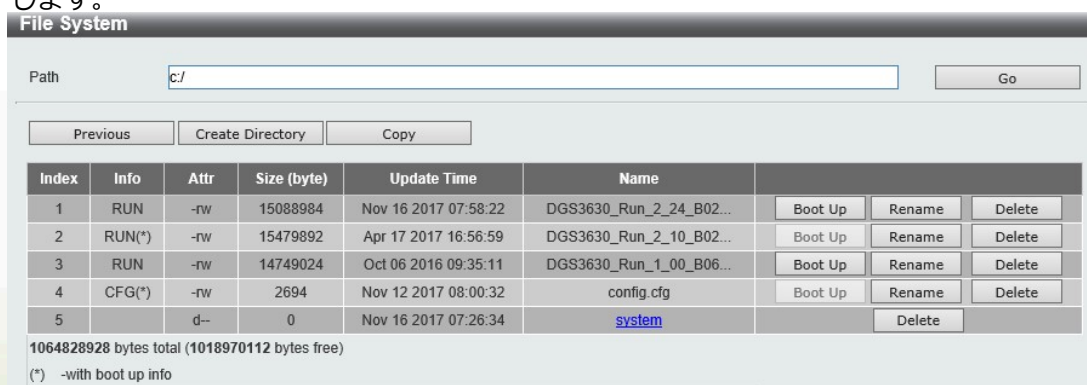 します。
File System
Path c:/ Go
Previous Create Directory Copy
Index Info Attr Size (byte) Update Time Name
1 RUN -rw 15088984 Nov 16 2017 07:58:22 DGS3630_Run_2_24_B02... Boot Up Rename Delete
2 RUN(*) -rw 15479892 Apr 17 2017 16:56:59 DGS3630_Run_2_10_B02... Boot Up Rename Delete
3 RUN -rw 14749024 Oct 06 2016 09:35:11 DGS3630_Run_1_00_B06... Boot Up Rename Delete
4 CFG(*) -rw 2694 Nov 12 2017 08:00:32 config.cfg Boot Up Rename Delete
5 d-- 0 Nov 16 2017 07:26:34 system Delete
1064828928 bytes total (1018970112 bytes free)
(*) -with boot up info